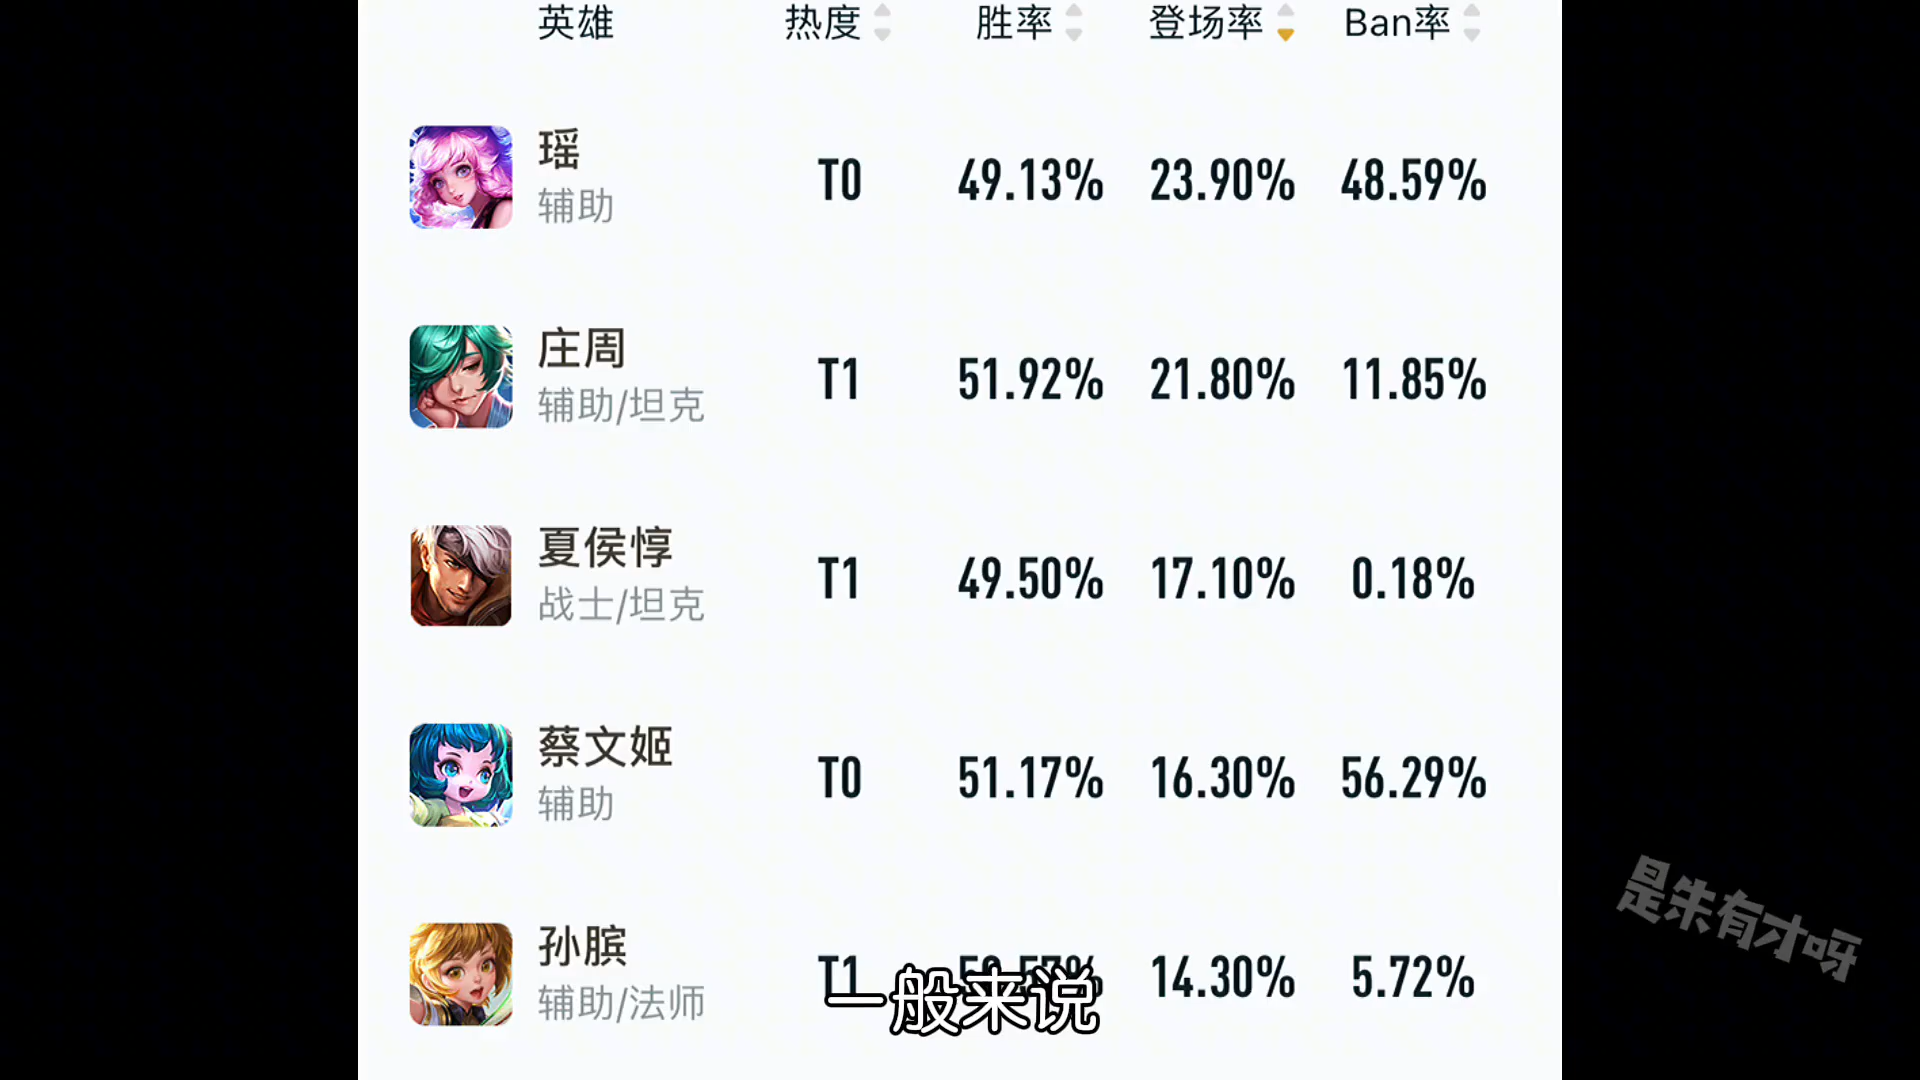 英雄 热度 胜率 登场率 Ban率
瑶
辅助
T0 49.13% 23.90% 48.59%
庄周
辅助/坦克
T1 51.92% 21.80% 11.85%
夏侯惇
战士/坦克
T1 49.50% 17.10% 0.18%
蔡文姬
辅助
T0 51.17% 16.30% 56.29%
孙膑
辅助/法师
T1 14.30% 5.72%
一般来说
是朱有才呀